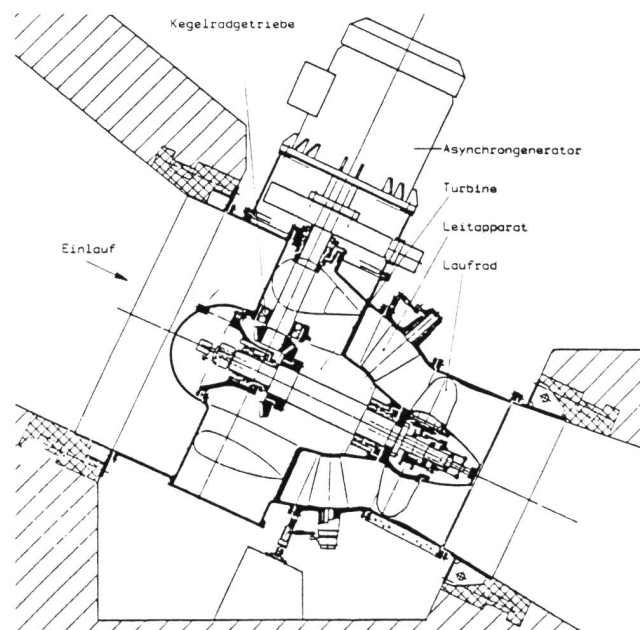 Kegelradgetriebe
Asynchrongenerator
Turbine
Leitapparat
Einlauf
Laufrad